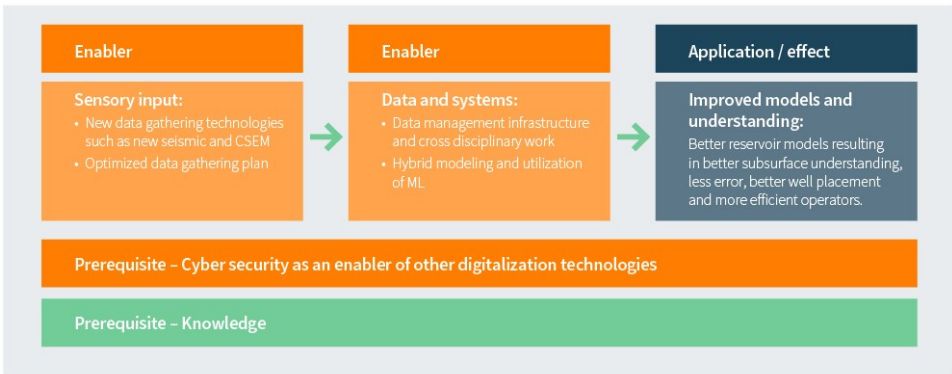 Enabler
Sensory input:
• New data gathering technologies
such as new seismic and CSEM
• Optimized data gathering plan
Enabler
Data and systems:
• Data management infrastructure
and cross disciplinary work
• Hybrid modeling and utilization
of ML
Application / effect
Improved models and
understanding:
Better reservoir models resulting
in better subsurface understanding,
less error, better well placement
and more efficient operators.
Prerequisite – Cyber security as an enabler of other digitalization technologies
Prerequisite – Knowledge